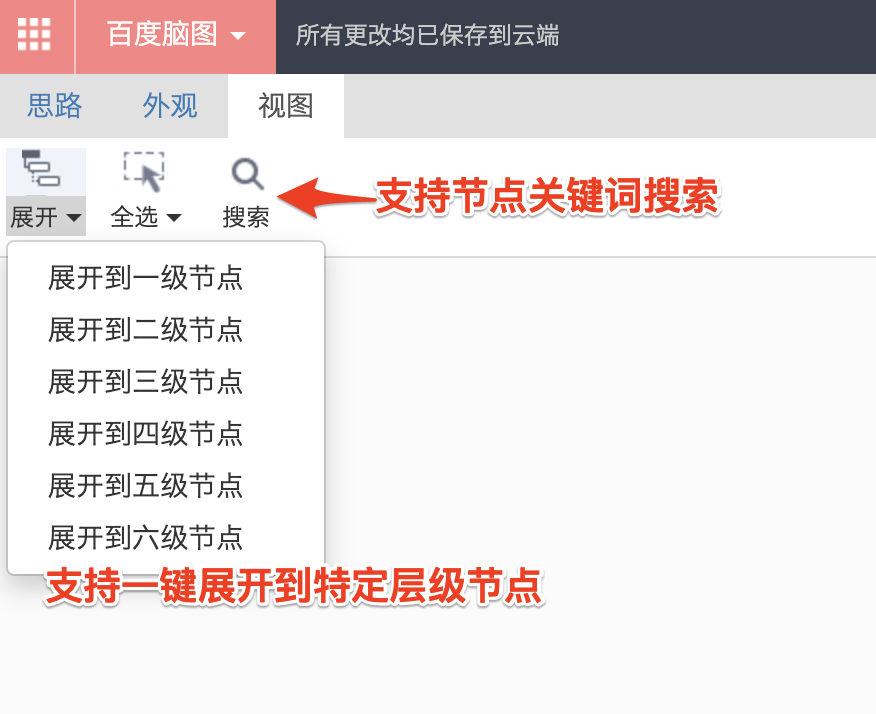 百度脑图
所有更改均已保存到云端
思路
外观
视图
展开
全选
搜索
支持节点关键词搜索
展开到一级节点
展开到二级节点
展开到三级节点
展开到四级节点
展开到五级节点
展开到六级节点
支持一键展开到特定层级节点